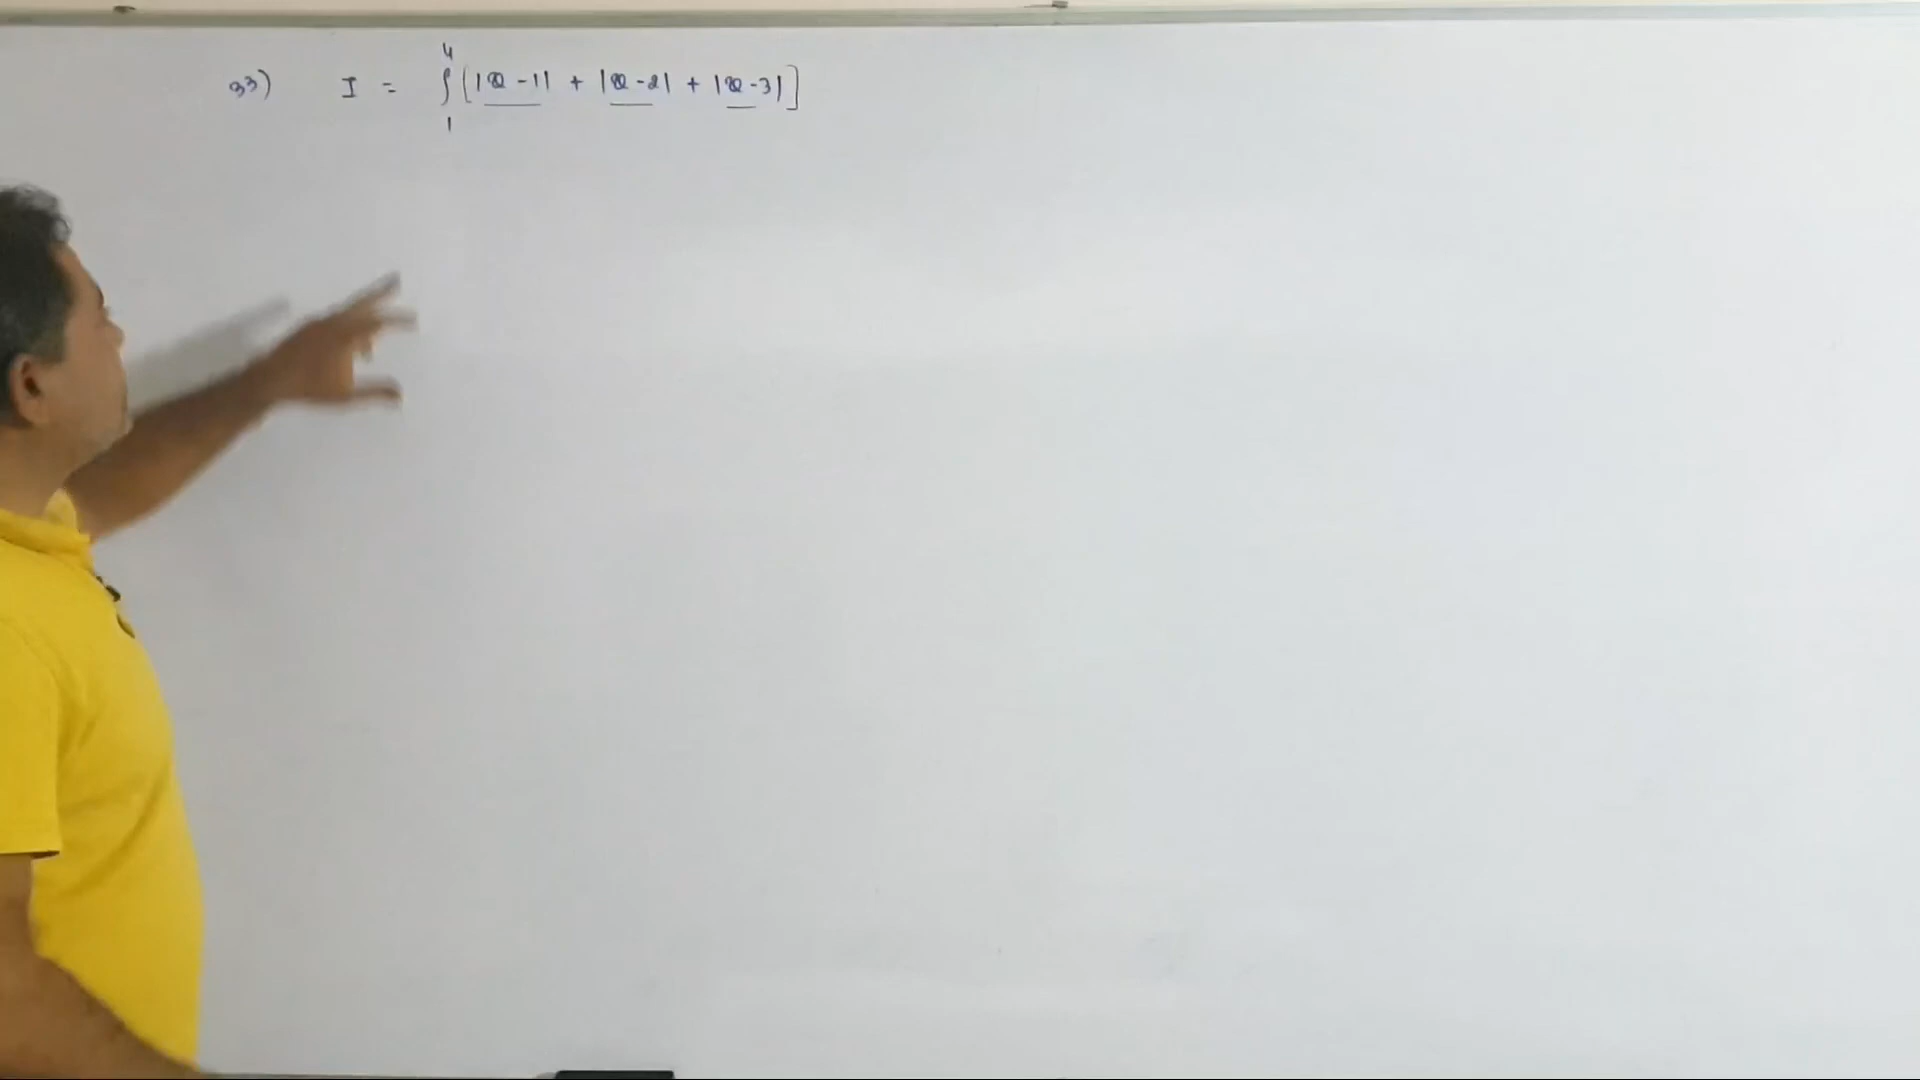 33) I = ∫₁⁴ [|x - 1| + |x - 2| + |x - 3|]